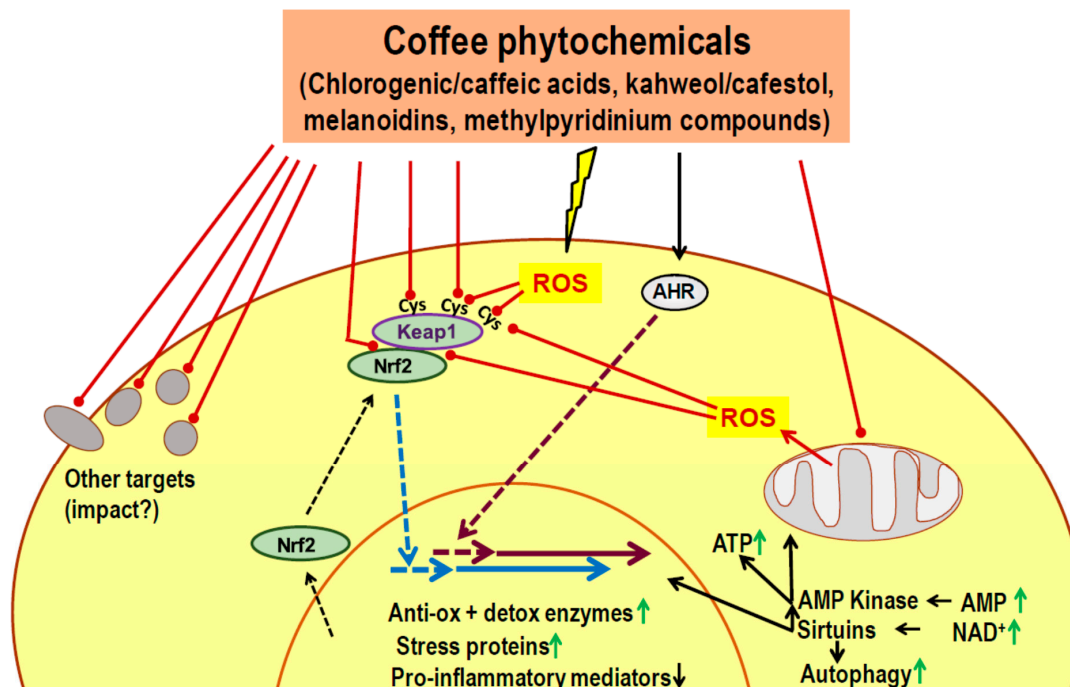 Coffee phytochemicals
(Chlorogenic/caffeic acids, kahweol/cafestol,
melanoidins, methylpyridinium compounds)
ROS
AHR
Cys
Cys
Cys
Keap1
Nrf2
ROS
Other targets
(impact?)
Nrf2
ATP
AMP Kinase
AMP
Sirtuins
NAD+
Autophagy
Anti-ox + detox enzymes
Stress proteins
Pro-inflammatory mediators